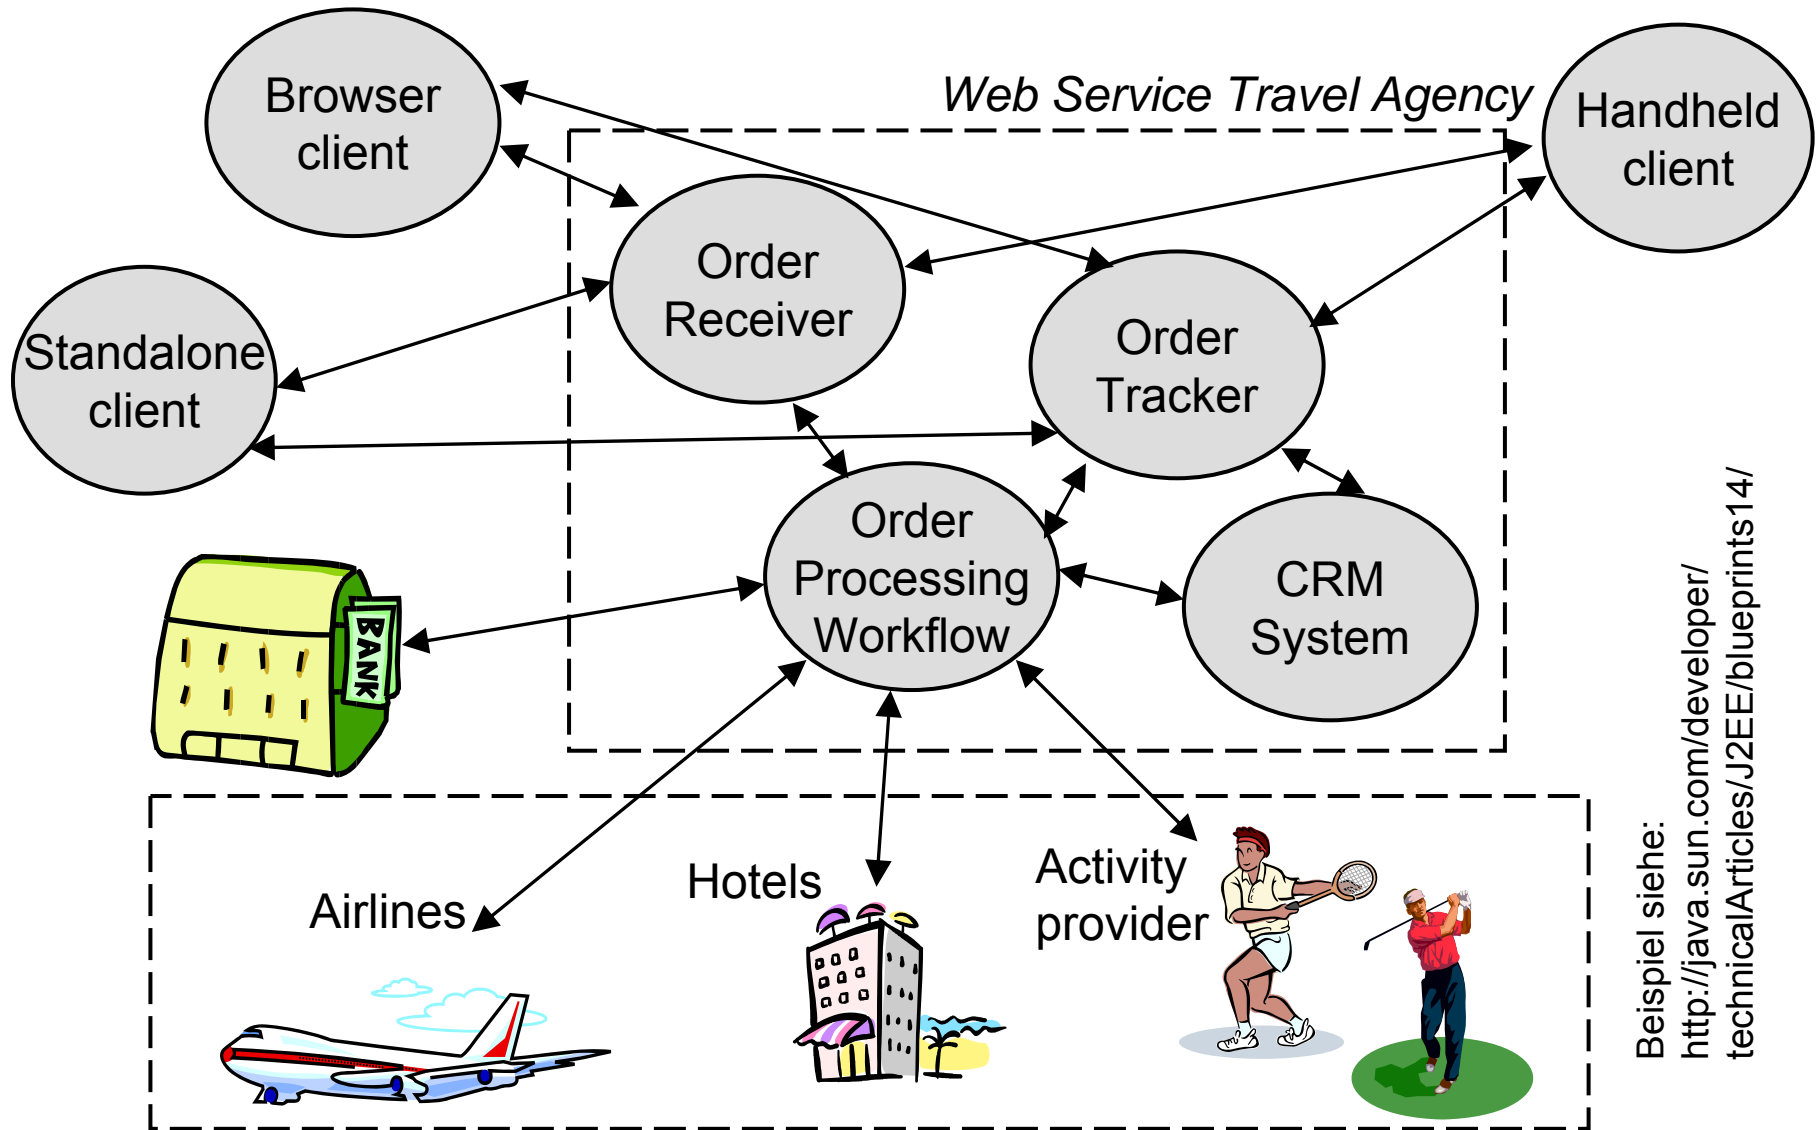 Browser
client
Web Service Travel Agency
Handheld
client
Order
Receiver
Standalone
client
Order
Tracker
Order
Processing
Workflow
CRM
System
BANK
Airlines
Hotels
Activity
provider
Beispiel siehe:
http://java.sun.com/developer/
technicalArticles/J2EE/blueprints14/